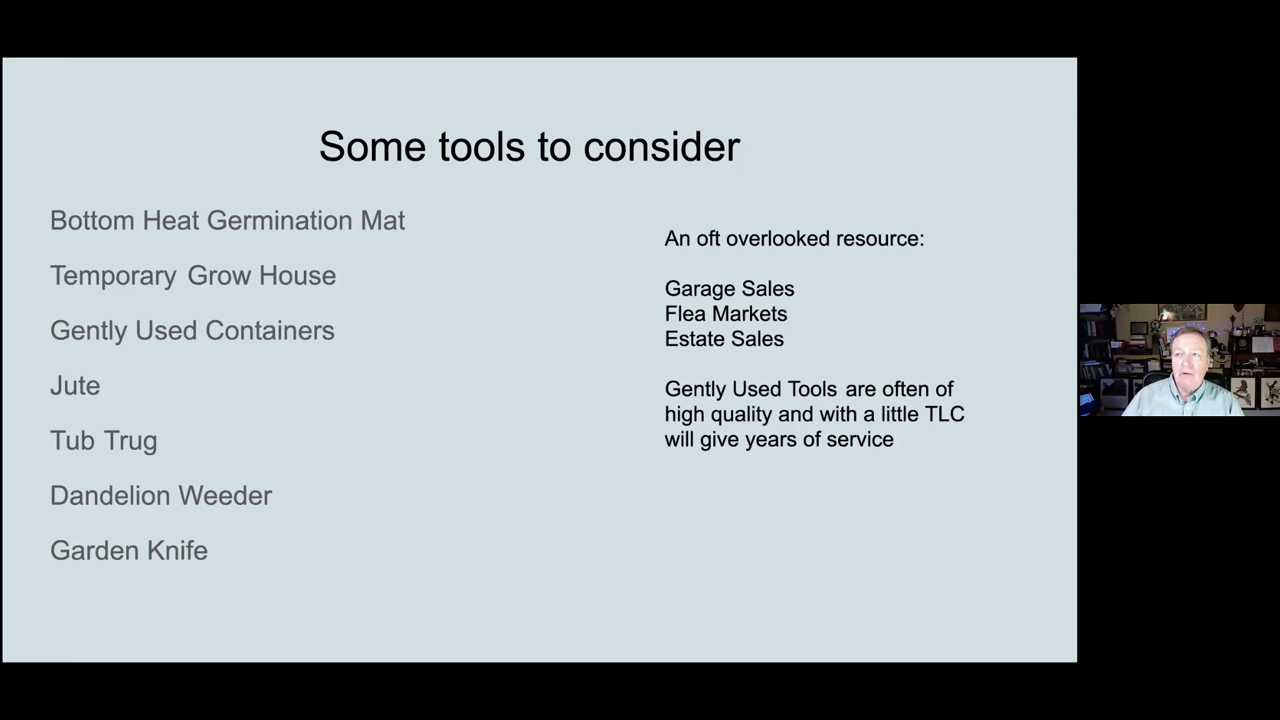 Some tools to consider
Bottom Heat Germination Mat
Temporary Grow House
Gently Used Containers
Jute
Tub Trug
Dandelion Weeder
Garden Knife
An oft overlooked resource:
Garage Sales
Flea Markets
Estate Sales
Gently Used Tools are often of
high quality and with a little TLC
will give years of service